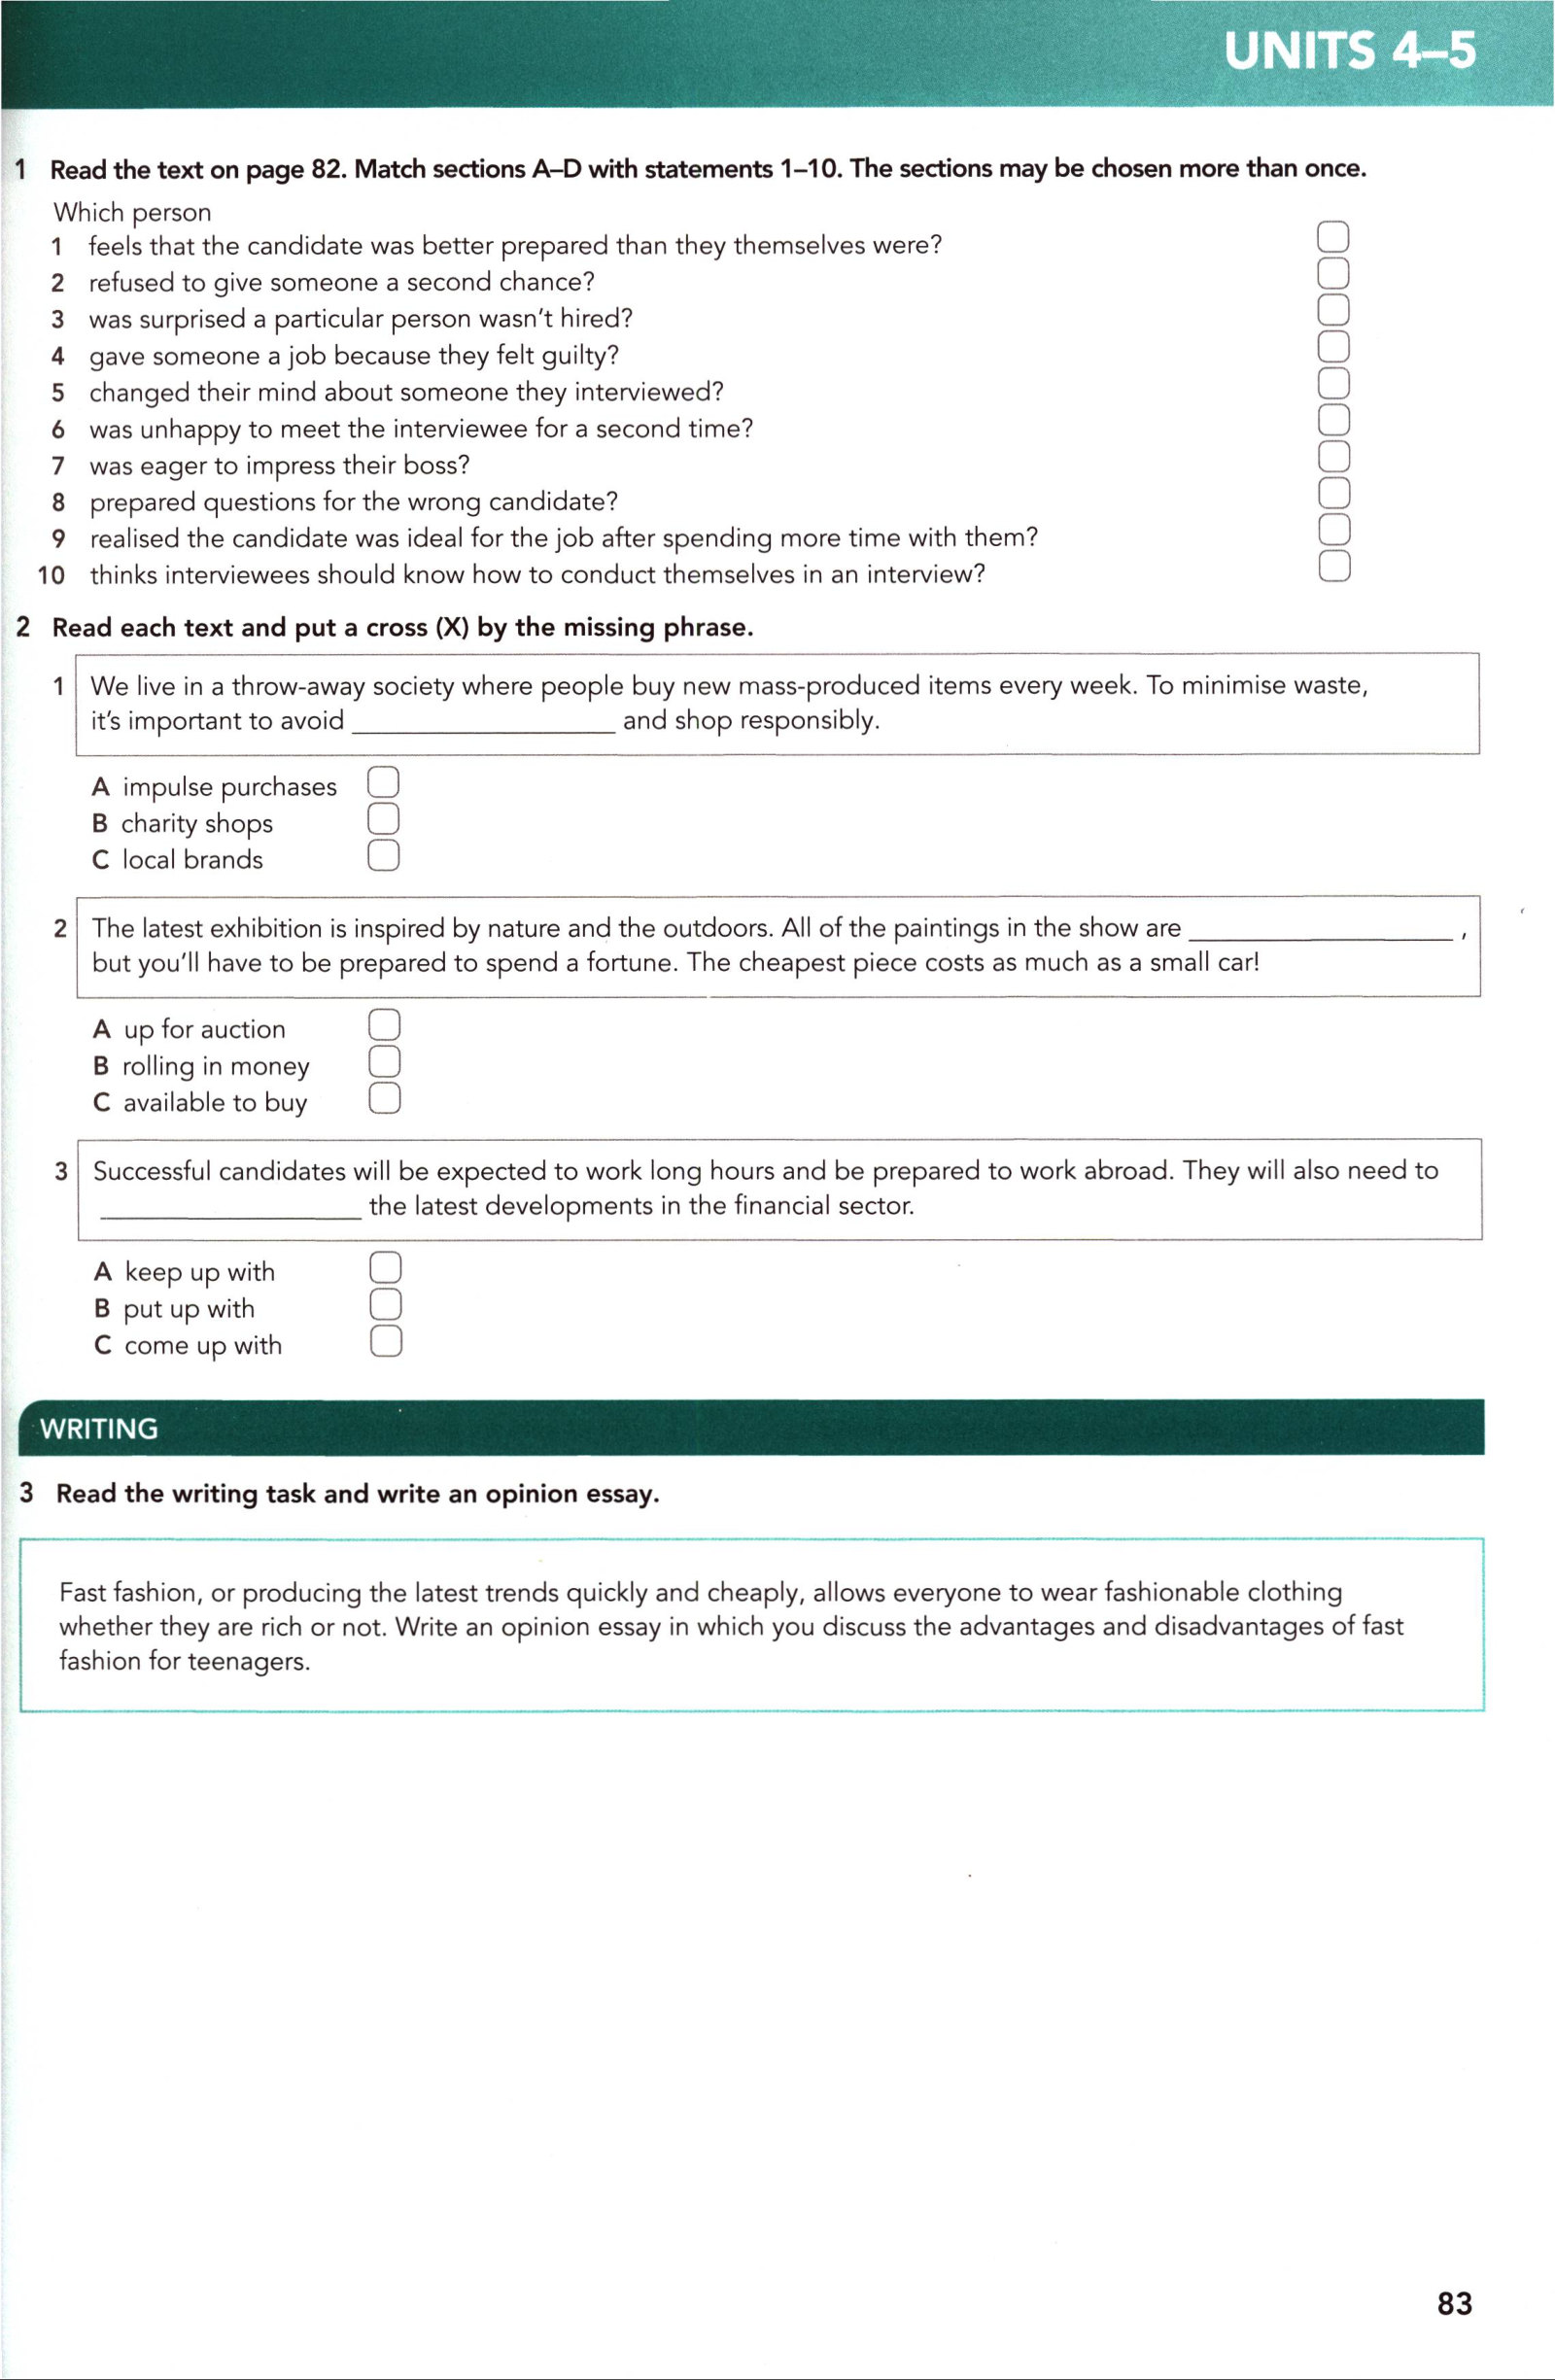 UNITS 4–5
1 Read the text on page 82. Match sections A–D with statements 1–10. The sections may be chosen more than once.
Which person
1 feels that the candidate was better prepared than they themselves were?
2 refused to give someone a second chance?
3 was surprised a particular person wasn't hired?
4 gave someone a job because they felt guilty?
5 changed their mind about someone they interviewed?
6 was unhappy to meet the interviewee for a second time?
7 was eager to impress their boss?
8 prepared questions for the wrong candidate?
9 realised the candidate was ideal for the job after spending more time with them?
10 thinks interviewees should know how to conduct themselves in an interview?
2 Read each text and put a cross (X) by the missing phrase.
1 We live in a throw-away society where people buy new mass-produced items every week. To minimise waste,
it's important to avoid ____________________ and shop responsibly.
A impulse purchases
B charity shops
C local brands
2 The latest exhibition is inspired by nature and the outdoors. All of the paintings in the show are ____________________ ,
but you'll have to be prepared to spend a fortune. The cheapest piece costs as much as a small car!
A up for auction
B rolling in money
C available to buy
3 Successful candidates will be expected to work long hours and be prepared to work abroad. They will also need to
____________________ the latest developments in the financial sector.
A keep up with
B put up with
C come up with
WRITING
3 Read the writing task and write an opinion essay.
Fast fashion, or producing the latest trends quickly and cheaply, allows everyone to wear fashionable clothing
whether they are rich or not. Write an opinion essay in which you discuss the advantages and disadvantages of fast
fashion for teenagers.
83